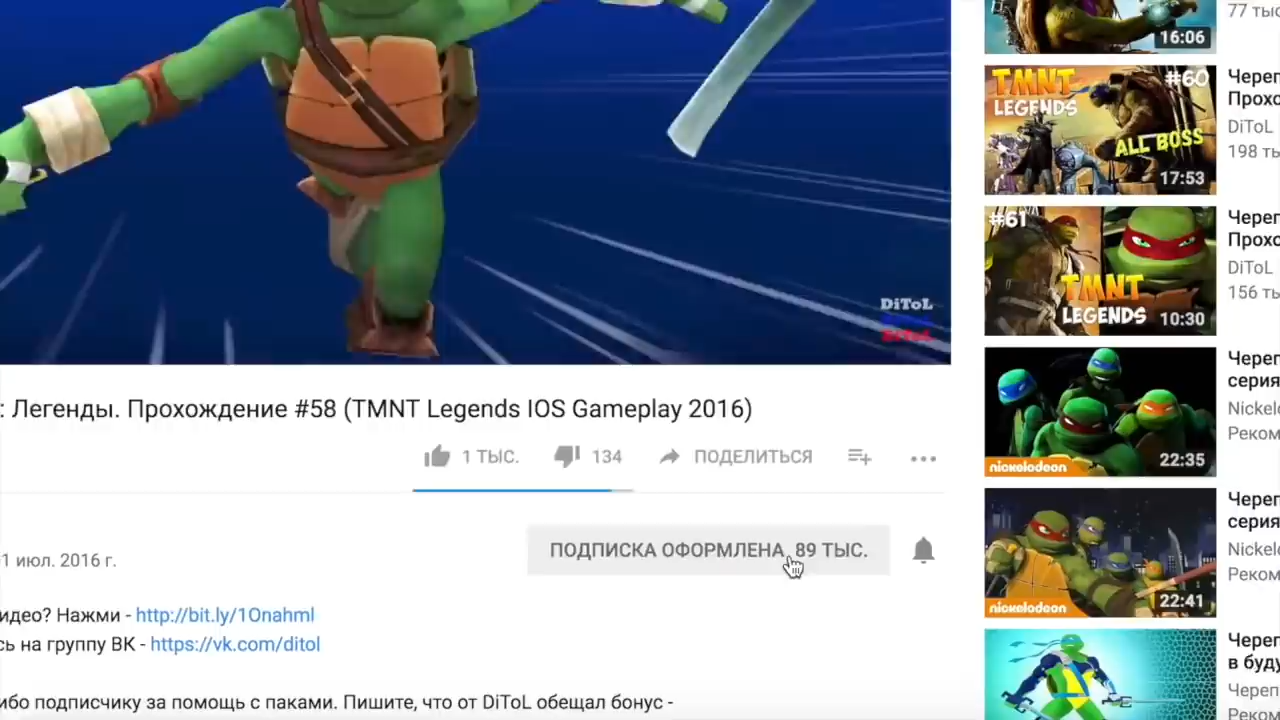 DiToL
DiToL
: Легенды. Прохождение #58 (TMNT Legends IOS Gameplay 2016)
1 ТЫС.
134
ПОДЕЛИТЬСЯ
ПОДПИСКА ОФОРМЛЕНА 89 ТЫС.
1 июл. 2016 г.
идео? Нажми - http://bit.ly/1Onahml
сь на группу ВК - https://vk.com/ditol
ибо подписчику за помощь с паками. Пишите, что от DiToL обещал бонус -
16:06
77 тыс
TMNT
LEGENDS
#60
ALL BOSS
17:53
Череп
Прохо
DiToL
198 ты
#61
TMNT
LEGENDS
10:30
Череп
Прохо
DiToL
156 ты
nickelodeon
22:35
Череп
серия
Nickelo
Реком
nickelodeon
22:41
Череп
серия
Nickelo
Реком
Череп
в буду
Череп
Реком